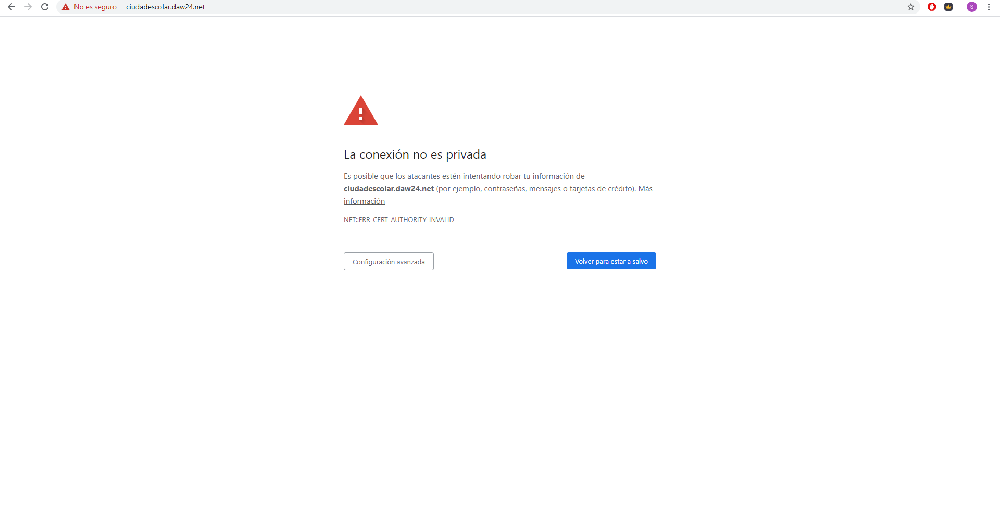 No es seguro ciudadescolar.daw24.net
S
La conexión no es privada
Es posible que los atacantes estén intentando robar tu información de
ciudadescolar.daw24.net (por ejemplo, contraseñas, mensajes o tarjetas de crédito). Más
información
NET::ERR_CERT_AUTHORITY_INVALID
Configuración avanzada
Volver para estar a salvo